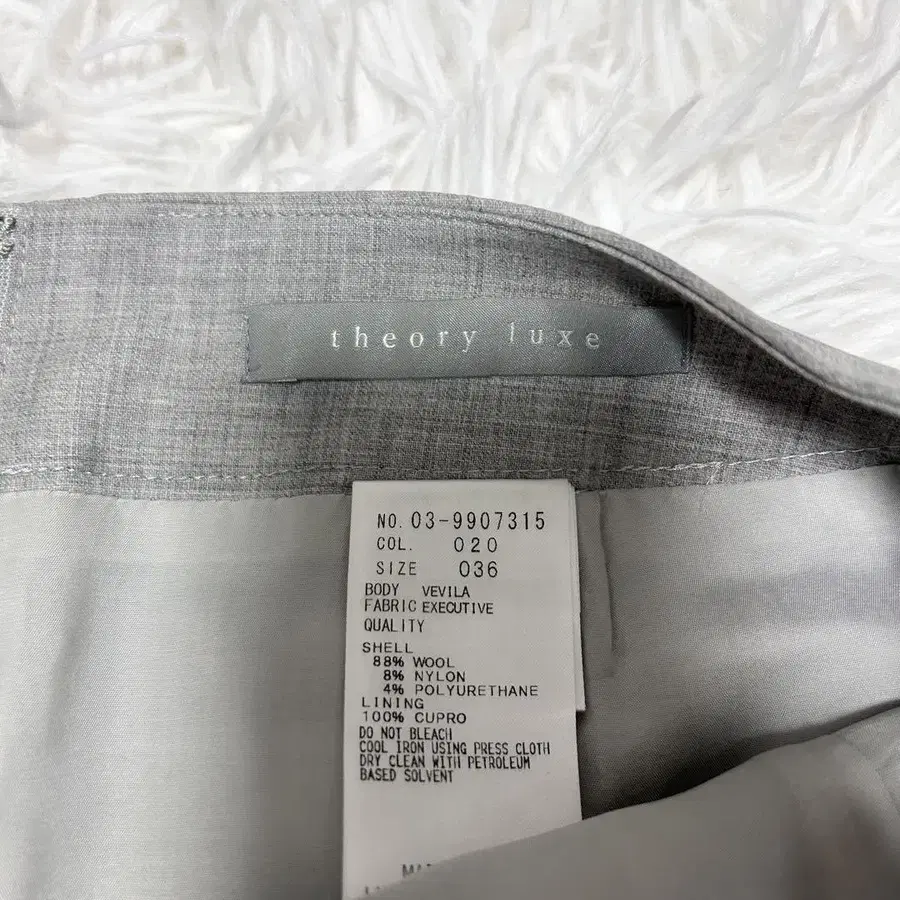 theory luxe
NO. 03-9907315
COL. 020
SIZE 036
BODY VEVILA
FABRIC EXECUTIVE
QUALITY
SHELL
88% WOOL
8% NYLON
4% POLYURETHANE
LINING
100% CUPRO
DO NOT BLEACH
COOL IRON USING PRESS CLOTH
DRY CLEAN WITH PETROLEUM
BASED SOLVENT